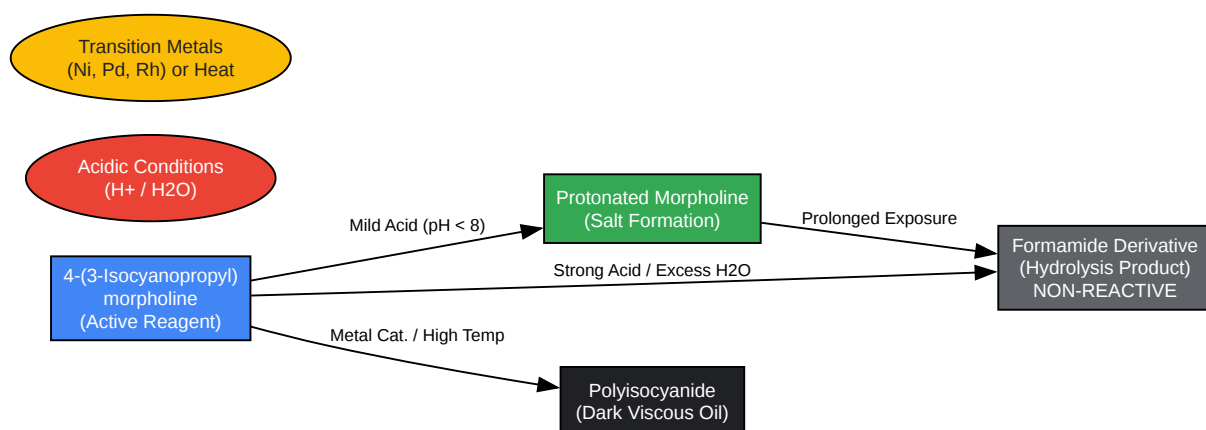 Transition Metals
(Ni, Pd, Rh) or Heat
Acidic Conditions
(H+ / H2O)
4-(3-Isocyanopropyl)
morpholine
(Active Reagent)
Mild Acid (pH < 8)
Strong Acid / Excess H2O
Metal Cat. / High Temp
Protonated Morpholine
(Salt Formation)
Prolonged Exposure
Formamide Derivative
(Hydrolysis Product)
NON-REACTIVE
Polyisocyanide
(Dark Viscous Oil)